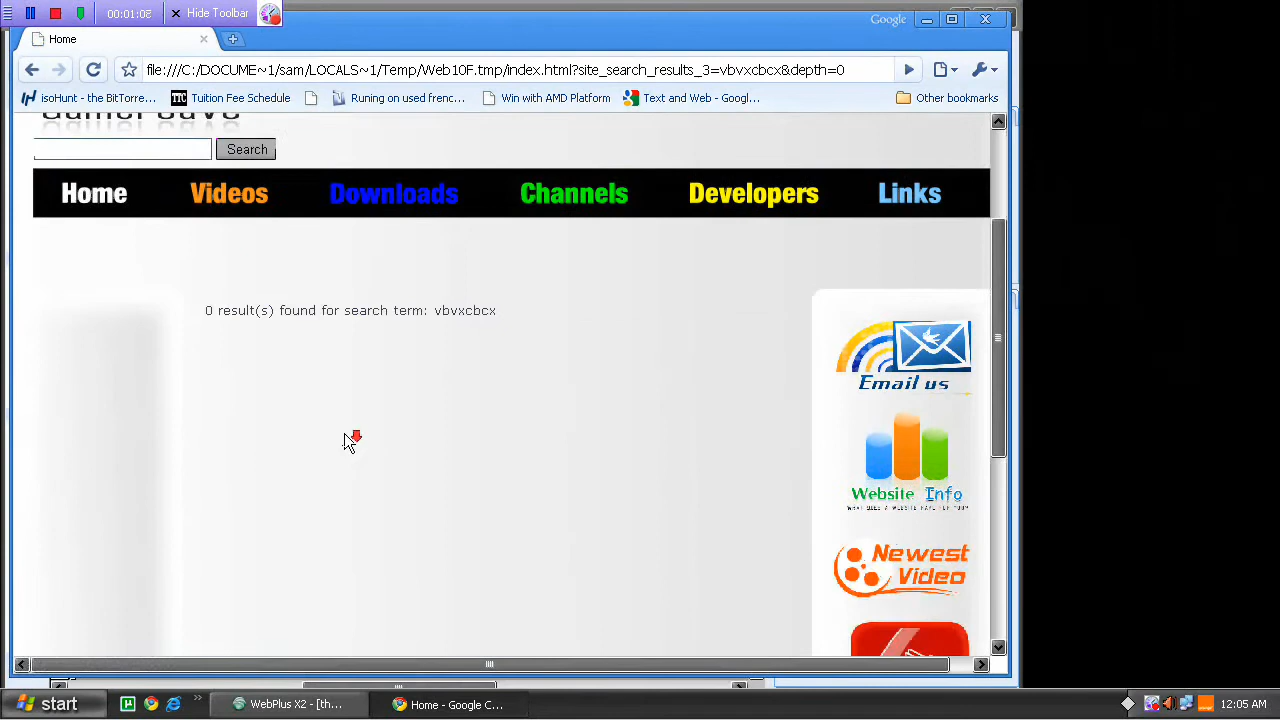 00:01:08
Hide Toolbar
Google
Home
file:///C:/DOCUME~1/sav/LOCALS~1/Temp/Web10F.tmp/index.html?site_search_results_3=vbvxcbcx&depth=0
isoHunt - the BitTorre...
TTC
Tuition Fee Schedule
Runing on used frenc...
Win with AMD Platform
Text and Web - Googl...
Other bookmarks
Search
Home
Videos
Downloads
Channels
Developers
Links
0 result(s) found for search term: vbvxcbcx
Email us
Website Info
Newest
Video
start
WebPlus X2 - [th...
Home - Google C...
12:05 AM